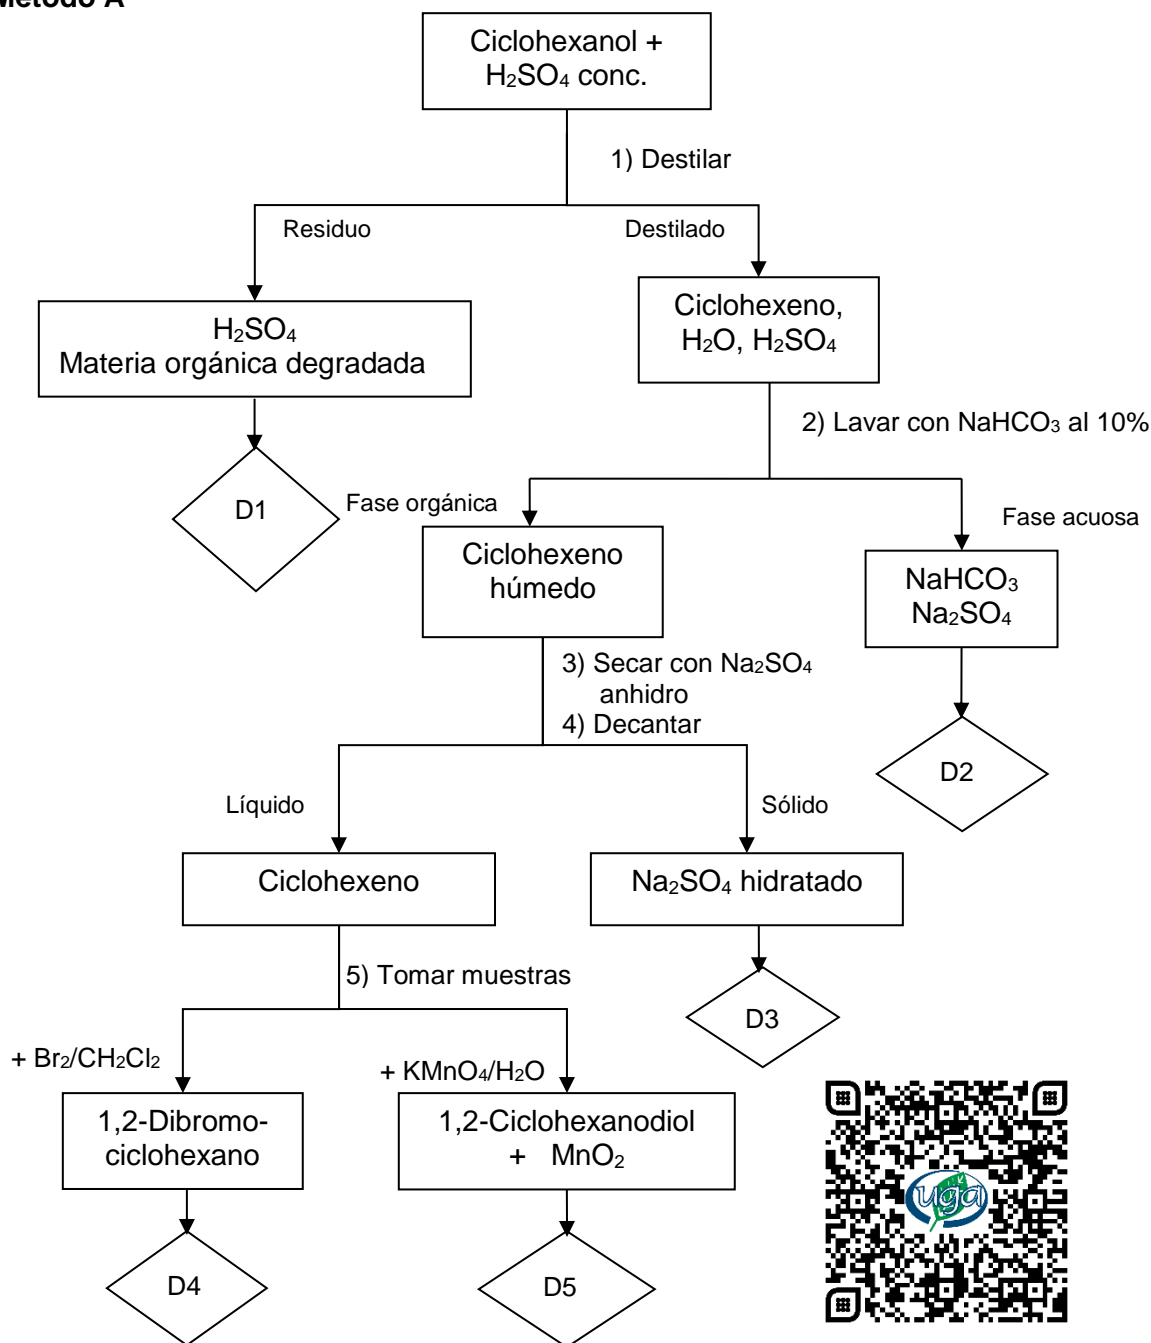 Método A
Ciclohexanol +
H₂SO₄ conc.
1) Destilar
Residuo
Destilado
H₂SO₄
Materia orgánica degradada
Ciclohexeno,
H₂O, H₂SO₄
2) Lavar con NaHCO₃ al 10%
D1
Fase orgánica
Fase acuosa
Ciclohexeno
húmedo
NaHCO₃
Na₂SO₄
3) Secar con Na₂SO₄
anhidro
4) Decantar
D2
Líquido
Sólido
Ciclohexeno
Na₂SO₄ hidratado
5) Tomar muestras
D3
+ Br₂/CH₂Cl₂
+ KMnO₄/H₂O
1,2-Dibromo-
ciclohexano
1,2-Ciclohexanodiol
+ MnO₂
uga
D4
D5